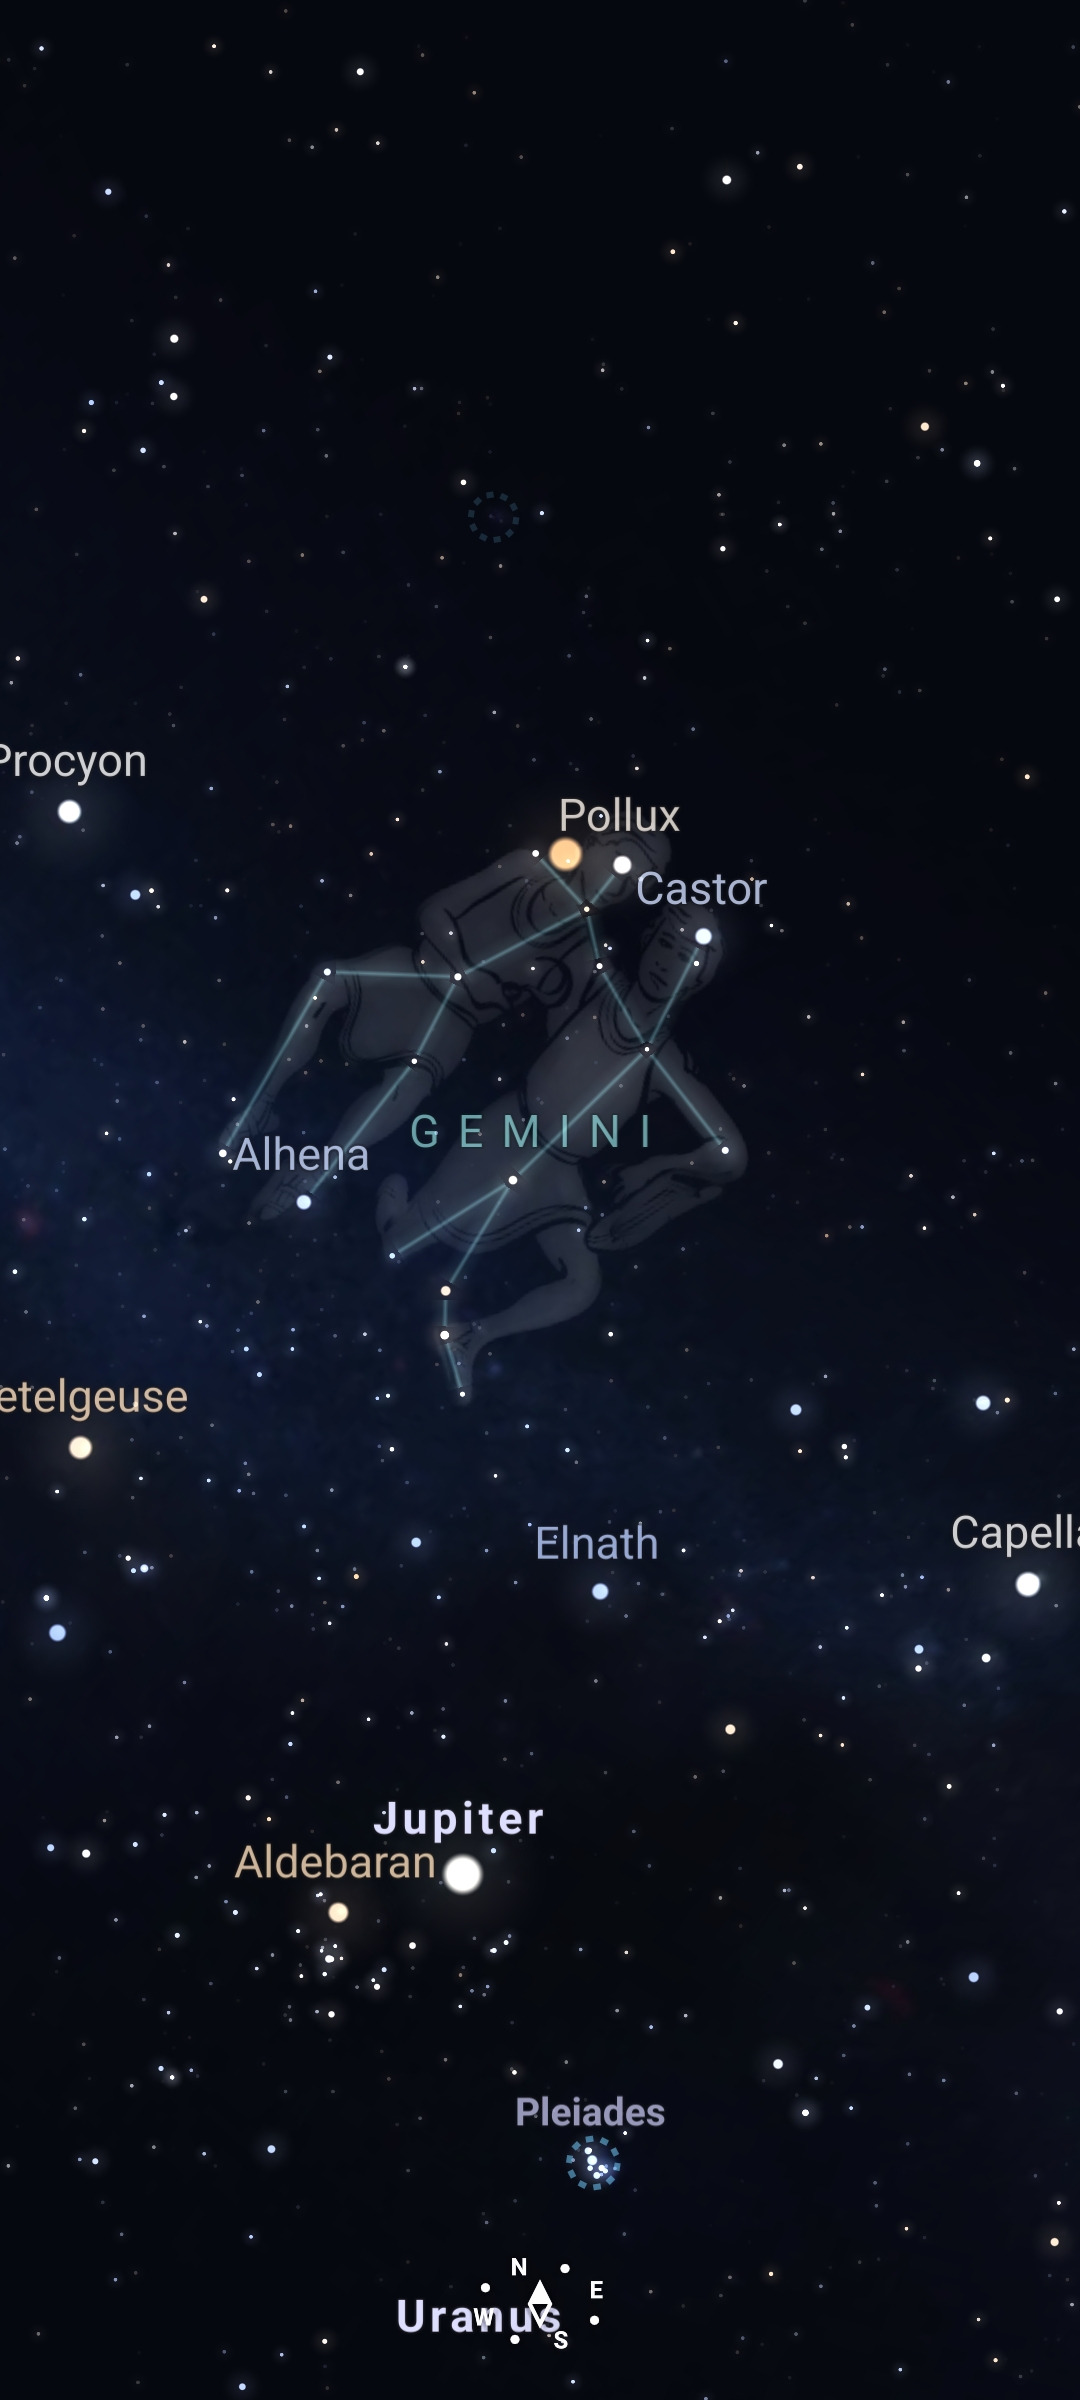 Procyon
Pollux
Castor
GEMINI
Alhena
etelgeuse
Elnath
Capella
Jupiter
Aldebaran
Pleiades
N
E
W
Uranus
S